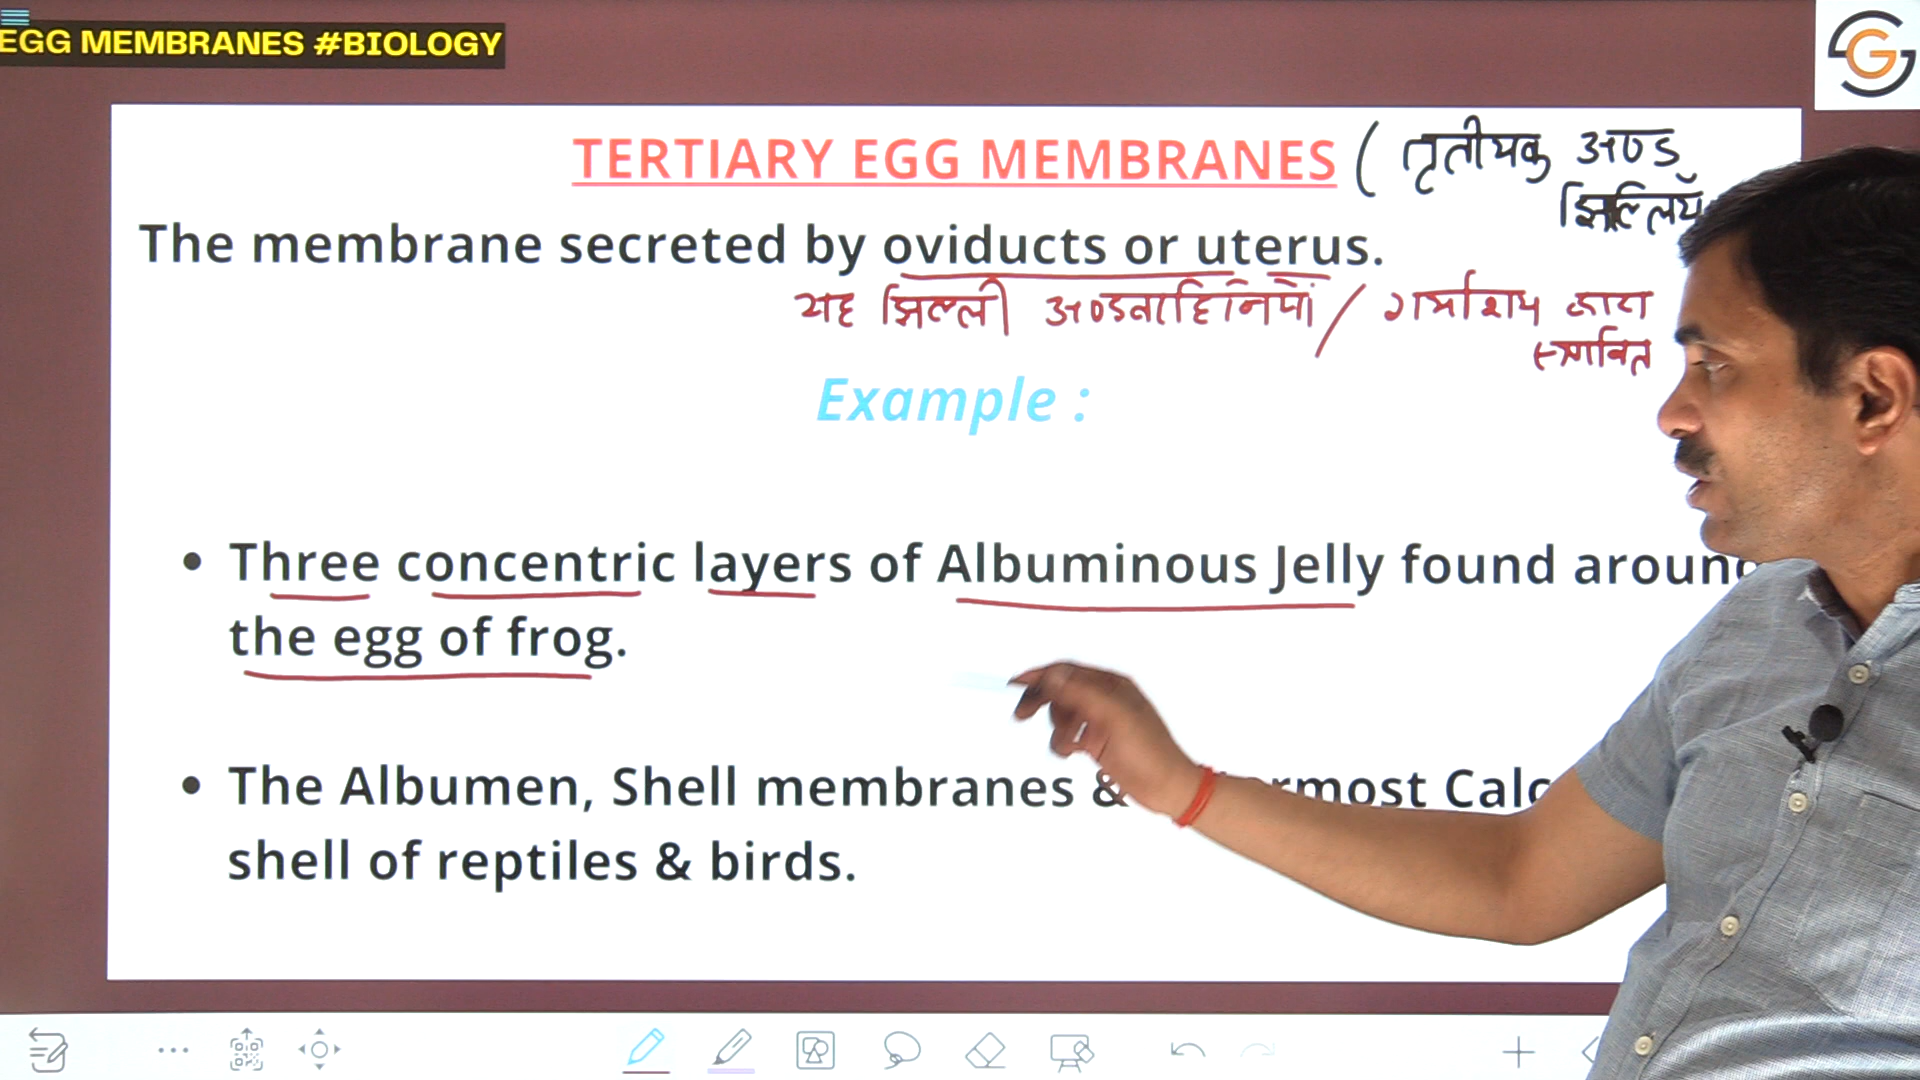 EGG MEMBRANES #BIOLOGY
TERTIARY EGG MEMBRANES ( तृतीयक अण्ड
झिल्लियाँ
The membrane secreted by oviducts or uterus.
यह झिल्ली अण्डवाहिनियों / गर्भाशय द्वारा
स्त्रावित
Example :
• Three concentric layers of Albuminous Jelly found around
the egg of frog.
• The Albumen, Shell membranes &
shell of reptiles & birds.